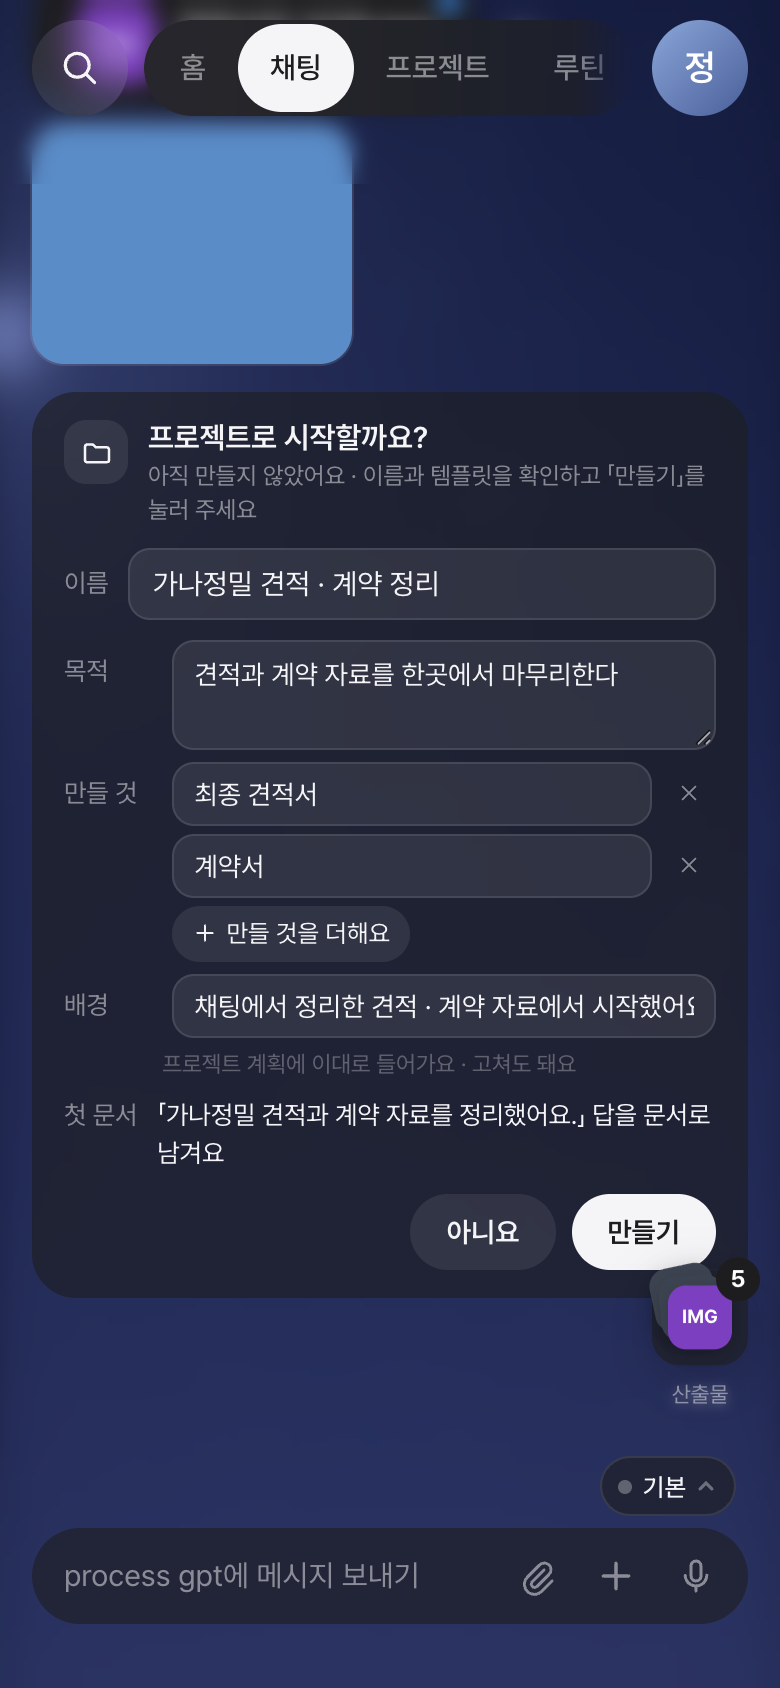 홈
채팅
프로젝트
루틴
정
프로젝트로 시작할까요?
아직 만들지 않았어요 · 이름과 템플릿을 확인하고 「만들기」를
눌러 주세요
이름
가나정밀 견적 · 계약 정리
목적
견적과 계약 자료를 한곳에서 마무리한다
만들 것
최종 견적서
계약서
만들 것을 더해요
배경
채팅에서 정리한 견적 · 계약 자료에서 시작했어요
프로젝트 계획에 이대로 들어가요 · 고쳐도 돼요
첫 문서
「가나정밀 견적과 계약 자료를 정리했어요.」 답을 문서로
남겨요
아니요
만들기
5
IMG
산출물
기본
process gpt에 메시지 보내기